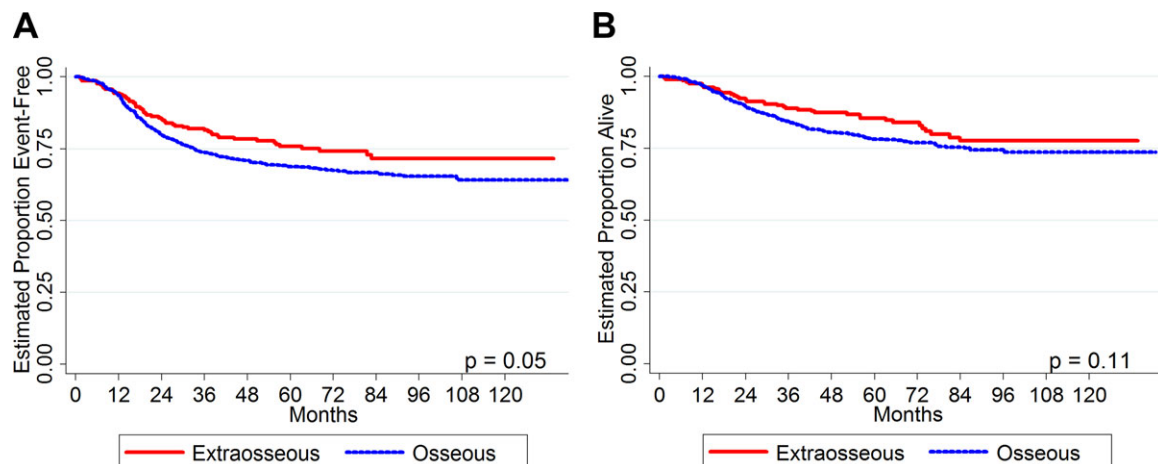 A
Estimated Proportion Event-Free
1.00
0.75
0.50
0.25
0.00
p = 0.05
0 12 24 36 48 60 72 84 96 108 120
Months
Extraosseous Osseous
B
Estimated Proportion Alive
1.00
0.75
0.50
0.25
0.00
p = 0.11
0 12 24 36 48 60 72 84 96 108 120
Months
Extraosseous Osseous